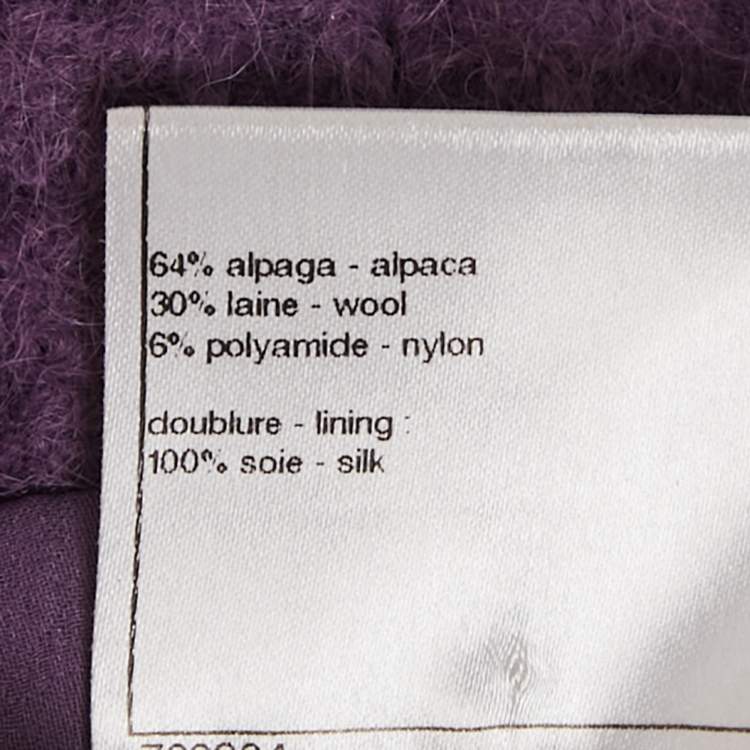 64% alpaga - alpaca
30% laine - wool
6% polyamide - nylon
doublure - lining :
100% soie - silk